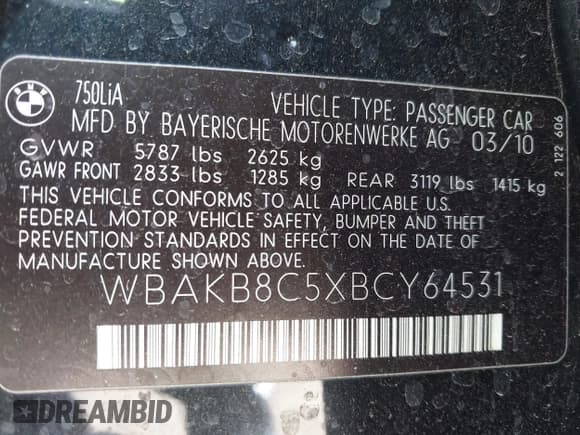 BMW
750LiA VEHICLE TYPE: PASSENGER CAR
MFD BY BAYERISCHE MOTORENWERKE AG 03/10
GVWR 5787 lbs 2625 kg
GAWR FRONT 2833 lbs 1285 kg REAR 3119 lbs 1415 kg
THIS VEHICLE CONFORMS TO ALL APPLICABLE U.S.
FEDERAL MOTOR VEHICLE SAFETY, BUMPER AND THEFT
PREVENTION STANDARDS IN EFFECT ON THE DATE OF
MANUFACTURE SHOWN ABOVE.
WBAKB8C5XBCY64531
2 122 606
DREAMBID